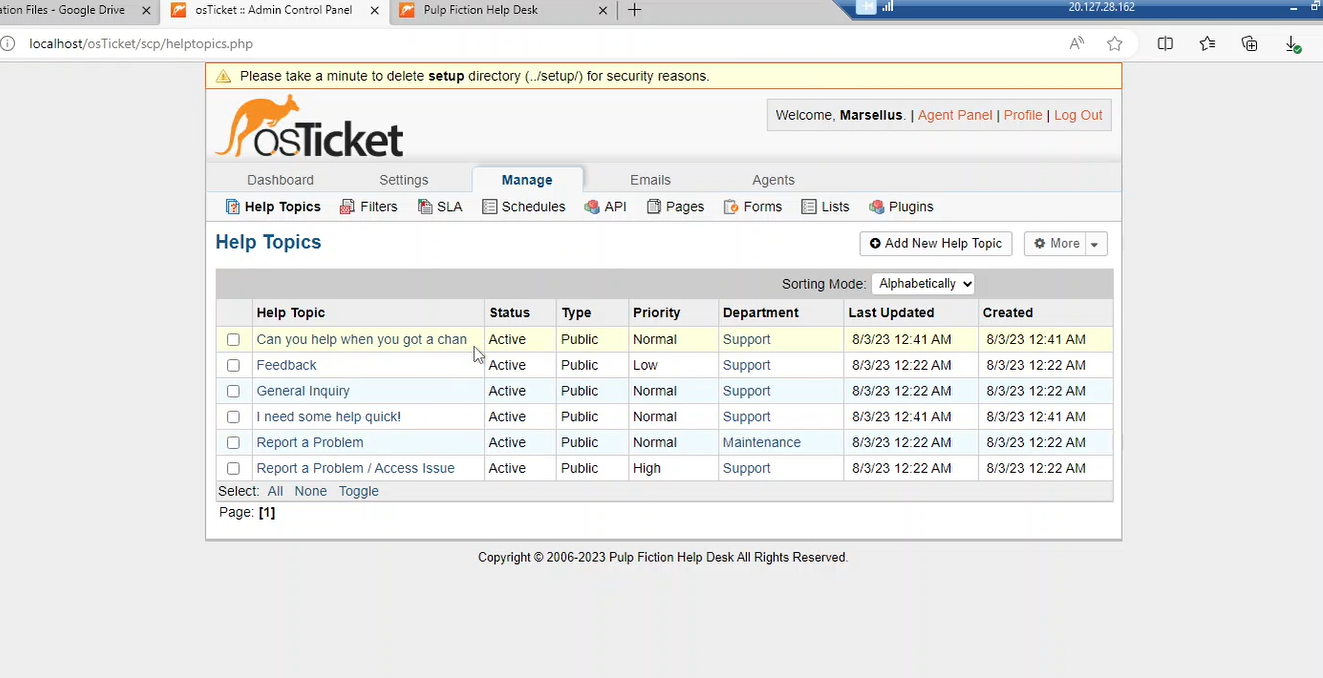 ation Files - Google Drive
osTicket :: Admin Control Panel
Pulp Fiction Help Desk
20.127.28.162
localhost/osTicket/scp/helptopics.php
Please take a minute to delete setup directory (../setup/) for security reasons.
osTicket
Welcome, Marsellus. | Agent Panel | Profile | Log Out
Dashboard Settings Manage Emails Agents
Help Topics Filters SLA Schedules API Pages Forms Lists Plugins
Help Topics
Add New Help Topic More
Sorting Mode: Alphabetically
Help Topic Status Type Priority Department Last Updated Created
Can you help when you got a chan Active Public Normal Support 8/3/23 12:41 AM 8/3/23 12:41 AM
Feedback Active Public Low Support 8/3/23 12:22 AM 8/3/23 12:22 AM
General Inquiry Active Public Normal Support 8/3/23 12:22 AM 8/3/23 12:22 AM
I need some help quick! Active Public Normal Support 8/3/23 12:41 AM 8/3/23 12:41 AM
Report a Problem Active Public Normal Maintenance 8/3/23 12:22 AM 8/3/23 12:22 AM
Report a Problem / Access Issue Active Public High Support 8/3/23 12:22 AM 8/3/23 12:22 AM
Select: All None Toggle
Page: [1]
Copyright © 2006-2023 Pulp Fiction Help Desk All Rights Reserved.